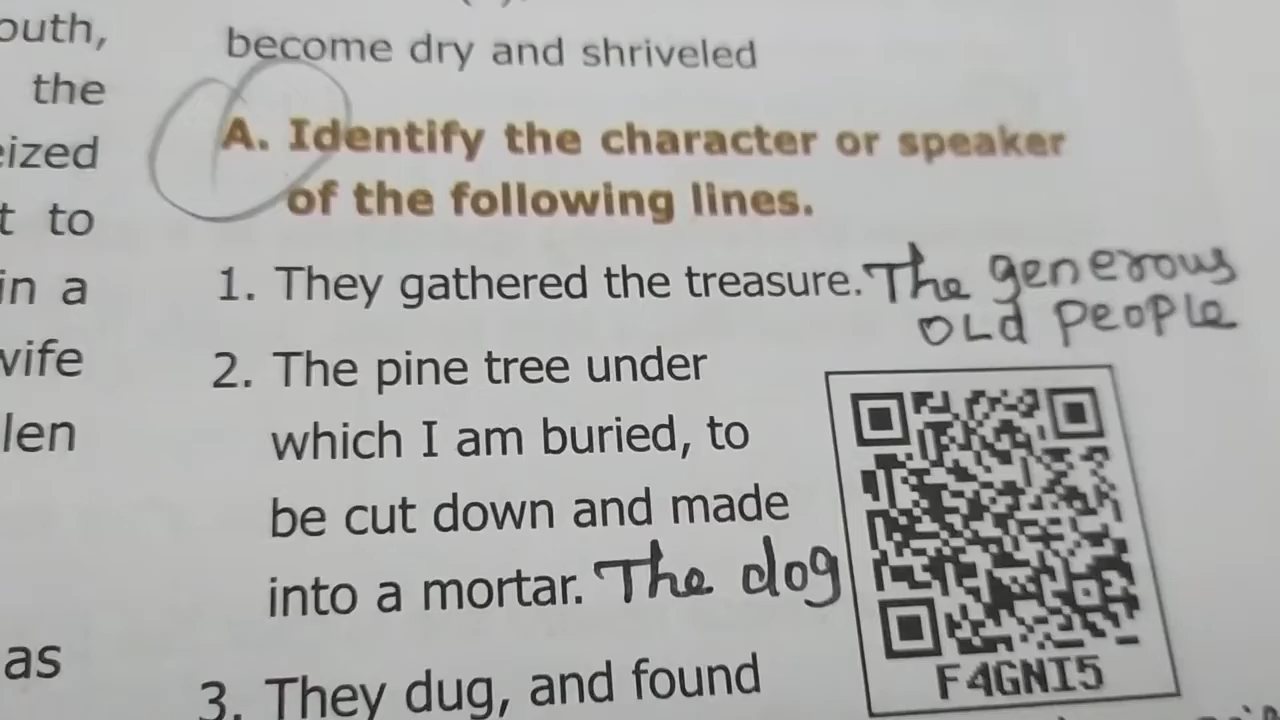 outh,
the
eized
t to
in a
wife
len
as
become dry and shriveled
A. Identify the character or speaker
of the following lines.
1. They gathered the treasure. The generous
old people
2. The pine tree under
which I am buried, to
be cut down and made
into a mortar. The dog
3. They dug, and found
F4GNI5